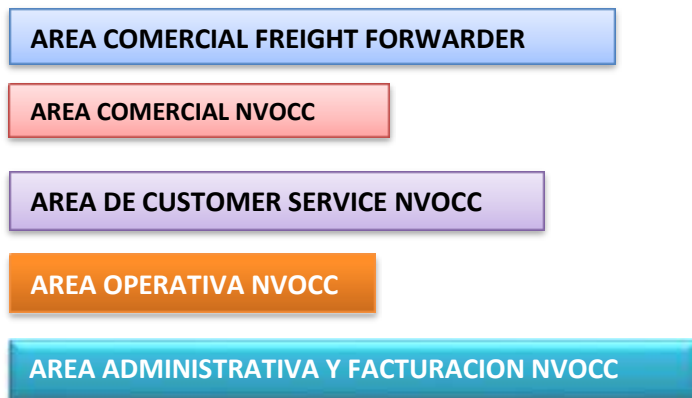 AREA COMERCIAL FREIGHT FORWARDER
AREA COMERCIAL NVOCC
AREA DE CUSTOMER SERVICE NVOCC
AREA OPERATIVA NVOCC
AREA ADMINISTRATIVA Y FACTURACION NVOCC